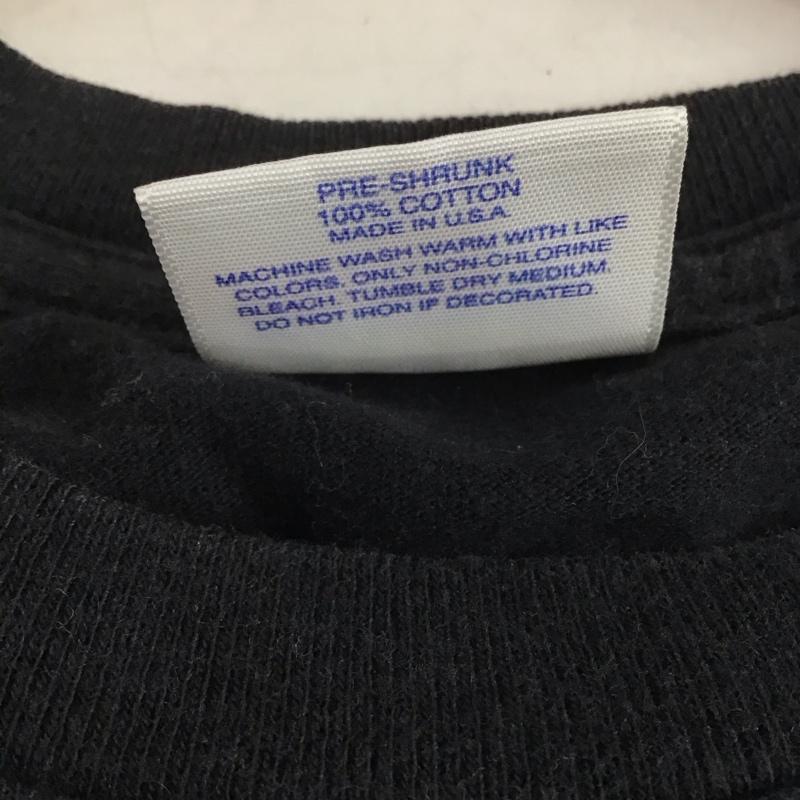 PRE-SHRUNK
100% COTTON
MADE IN U.S.A.
MACHINE WASH WARM WITH LIKE
COLORS. ONLY NON-CHLORINE
BLEACH. TUMBLE DRY MEDIUM.
DO NOT IRON IF DECORATED.